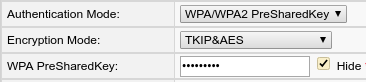 Authentication Mode: WPA/WPA2 PreSharedKey
Encryption Mode: TKIP&AES
WPA PreSharedKey: ••••••••• Hide